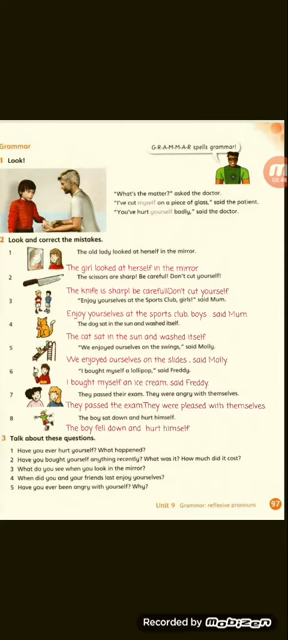 Grammar
G-R-A-M-M-A-R spells grammar!
1 Look!
"What's the matter?" asked the doctor.
"I've cut myself on a piece of glass," said the patient.
"You've hurt yourself badly," said the doctor.
2 Look and correct the mistakes.
1 The old lady looked at herself in the mirror.
The girl looked at herself in the mirror
2 The scissors are sharp! Be careful! Don't cut yourself!
The knife is sharp! be careful!Don't cut yourself
3 "Enjoy yourselves at the Sports Club, girls!" said Mum.
Enjoy yourselves at the sports club, boys . said Mum
4 The dog sat in the sun and washed itself.
The cat sat in the sun and washed itself
5 "We enjoyed ourselves on the swings," said Molly.
We enjoyed ourselves on the slides . said Molly
6 "I bought myself a lollipop," said Freddy.
I bought myself an ice cream. said Freddy
7 They passed their exam. They were angry with themselves.
They passed the exam.They were pleased with themselves
8 The boy sat down and hurt himself.
The boy fell down and hurt himself.
3 Talk about these questions.
1 Have you ever hurt yourself? What happened?
2 Have you bought yourself anything recently? What was it? How much did it cost?
3 What do you see when you look in the mirror?
4 When did you and your friends last enjoy yourselves?
5 Have you ever been angry with yourself? Why?
Unit 9 Grammar: reflexive pronouns 97
Recorded by mobizen